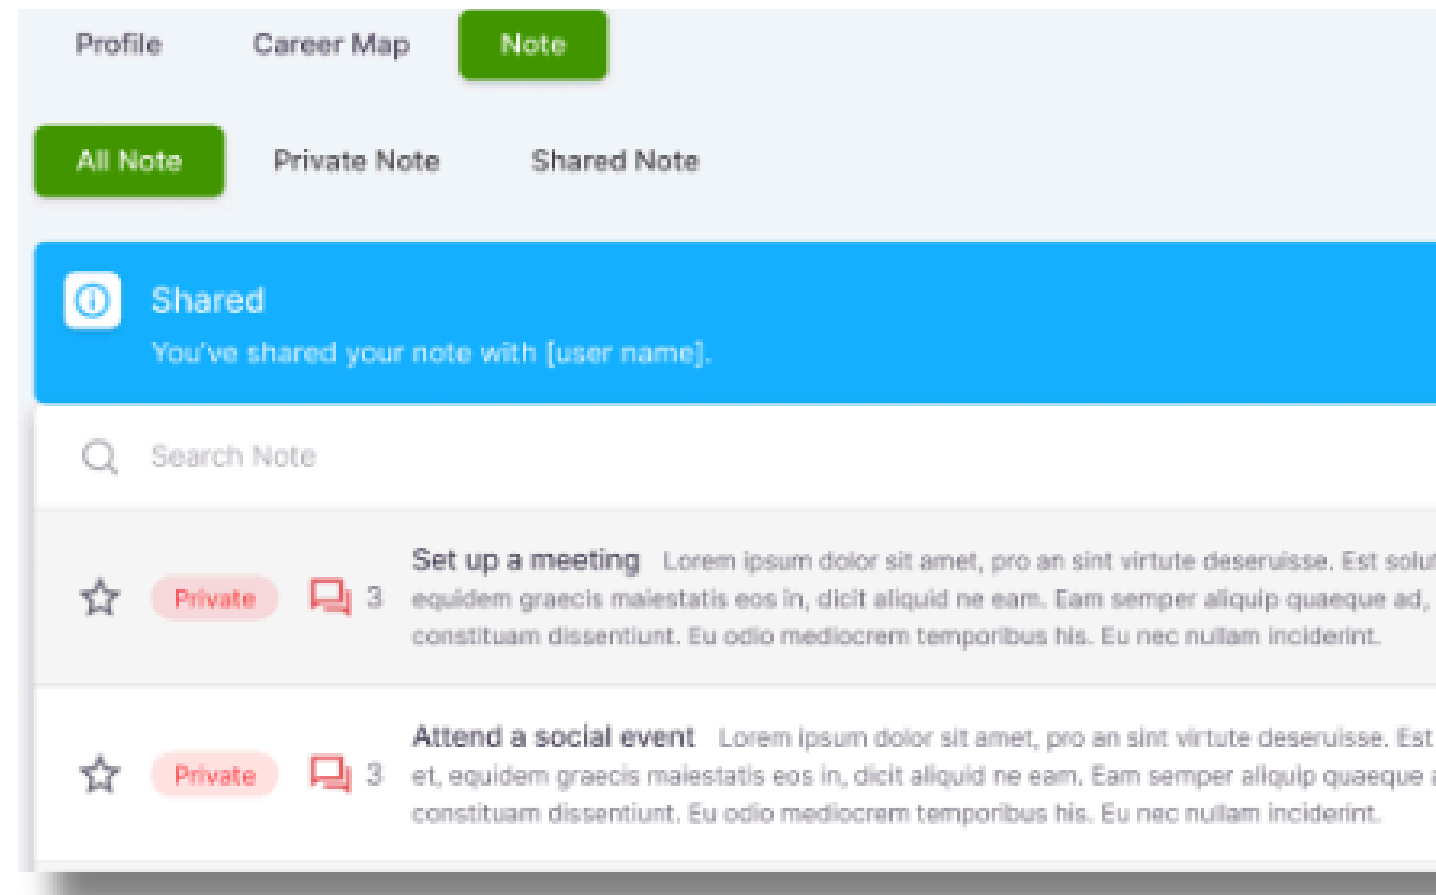 Profile Career Map Note
All Note Private Note Shared Note
Shared
You've shared your note with [user name].
Search Note
Set up a meeting Lorem ipsum dolor sit amet, pro an sint virtute deseruisse. Est solut
Private 3 equidem graecis maiestatis eos in, dicit aliquid ne eam. Eam semper aliquip quaeque ad,
constituam dissentiunt. Eu odio mediocrem temporibus his. Eu nec nullam inciderint.
Attend a social event Lorem ipsum dolor sit amet, pro an sint virtute deseruisse. Est
Private 3 et, equidem graecis maiestatis eos in, dicit aliquid ne eam. Eam semper aliquip quaeque a
constituam dissentiunt. Eu odio mediocrem temporibus his. Eu nec nullam inciderint.